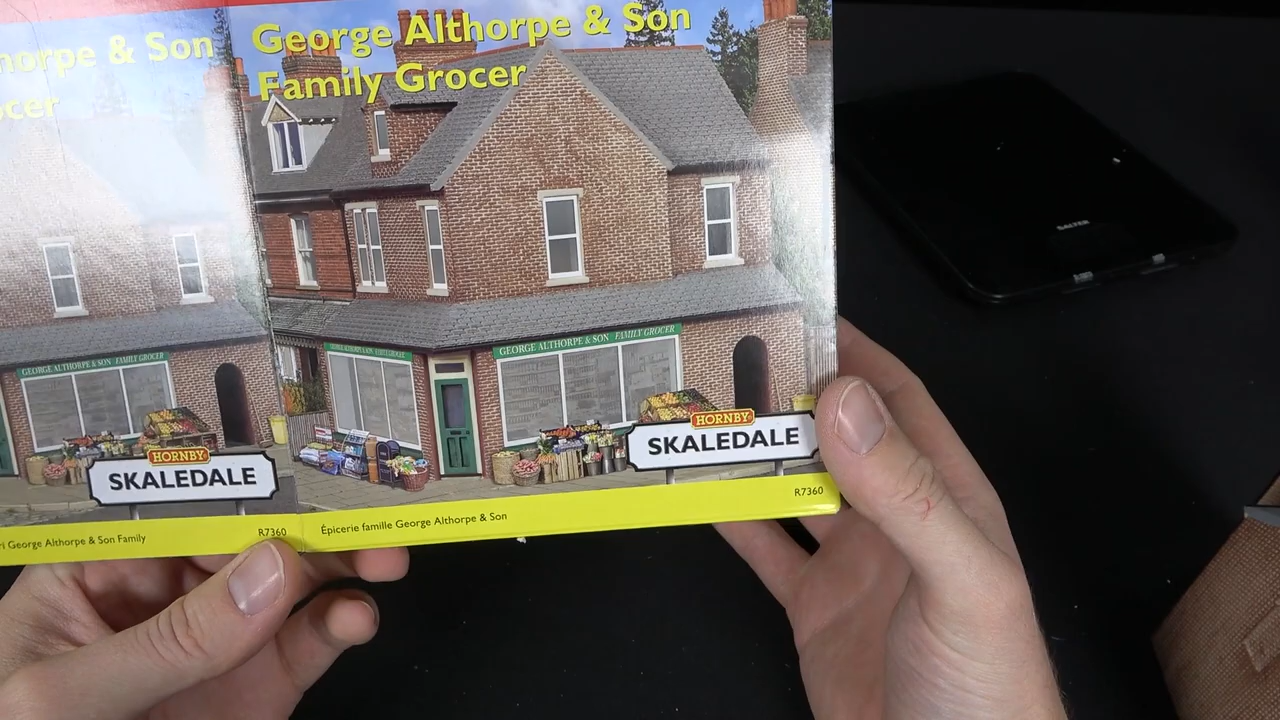 George Althorpe & Son
Family Grocer
GEORGE ALTHORPE & SON FAMILY GROCER
HORNBY
SKALEDALE
R7360
Épicerie famille George Althorpe & Son
horpe & Son
ocer
GEORGE ALTHORPE & SON FAMILY GROCER
HORNBY
SKALEDALE
R7360
ri George Althorpe & Son Family
SALTER